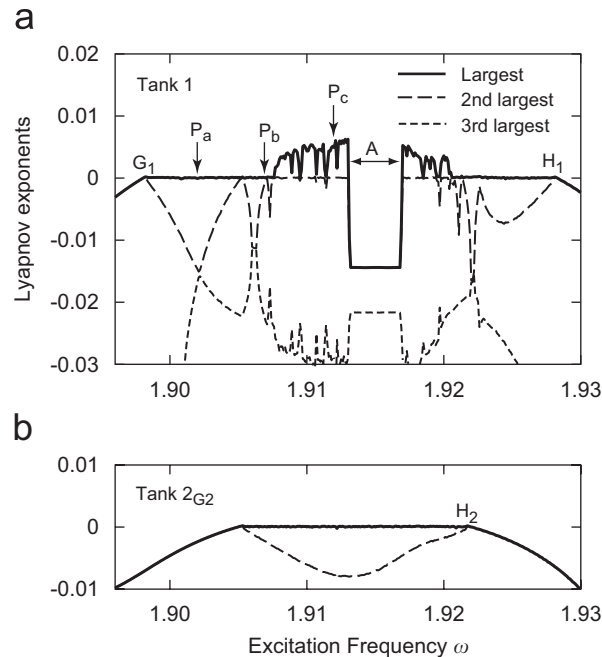 a
0.02
0.01
0
-0.01
-0.02
-0.03
Lyapnov exponents
Tank 1
Largest
2nd largest
3rd largest
G1
Pa
Pb
Pc
A
H1
1.90
1.91
1.92
1.93
b
0.01
0
-0.01
Tank 2G2
H2
1.90
1.91
1.92
1.93
Excitation Frequency ω